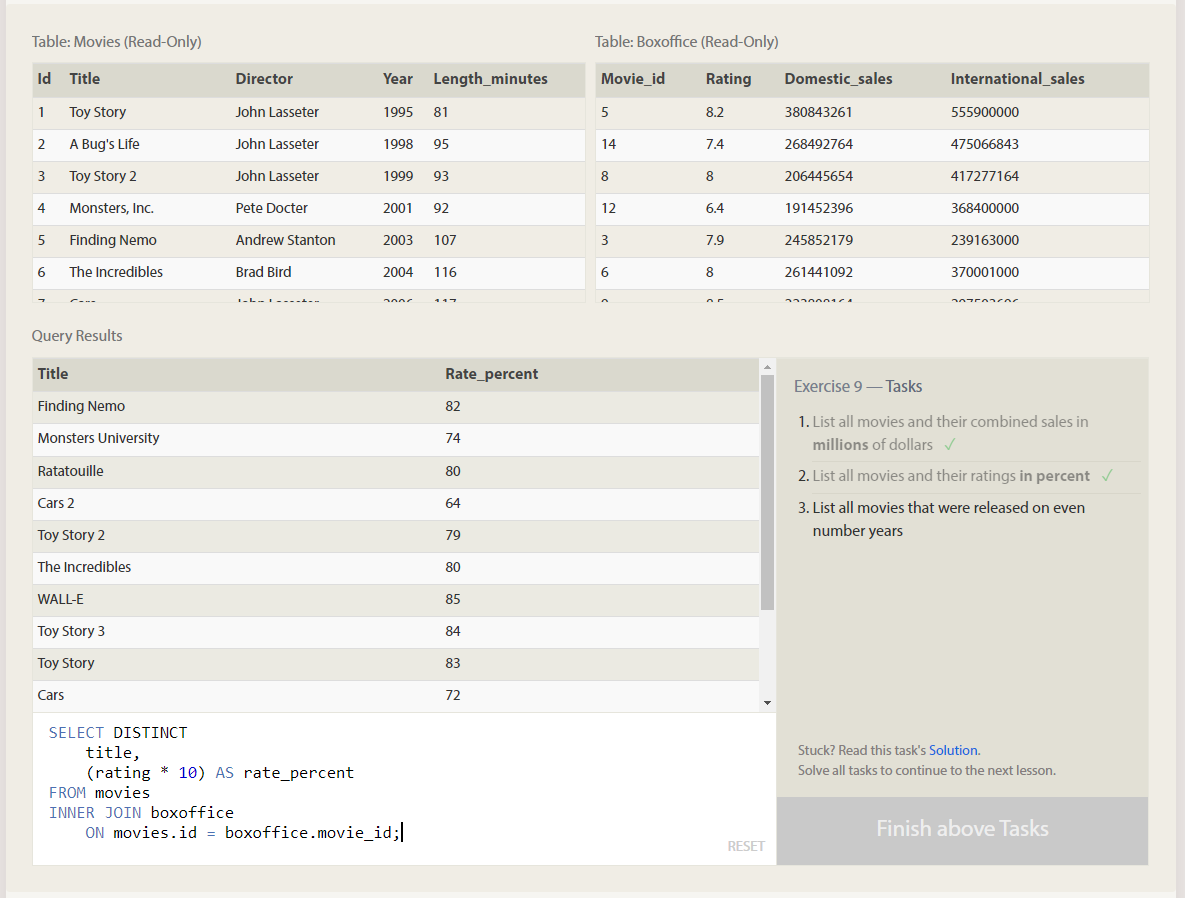 Table: Movies (Read-Only)
Table: Boxoffice (Read-Only)
Id Title Director Year Length_minutes
1 Toy Story John Lasseter 1995 81
2 A Bug's Life John Lasseter 1998 95
3 Toy Story 2 John Lasseter 1999 93
4 Monsters, Inc. Pete Docter 2001 92
5 Finding Nemo Andrew Stanton 2003 107
6 The Incredibles Brad Bird 2004 116
Movie_id Rating Domestic_sales International_sales
5 8.2 380843261 555900000
14 7.4 268492764 475066843
8 8 206445654 417277164
12 6.4 191452396 368400000
3 7.9 245852179 239163000
6 8 261441092 370001000
Query Results
Title Rate_percent
Finding Nemo 82
Monsters University 74
Ratatouille 80
Cars 2 64
Toy Story 2 79
The Incredibles 80
WALL-E 85
Toy Story 3 84
Toy Story 83
Cars 72
SELECT DISTINCT
title,
(rating * 10) AS rate_percent
FROM movies
INNER JOIN boxoffice
ON movies.id = boxoffice.movie_id;
RESET
Exercise 9 — Tasks
1. List all movies and their combined sales in
millions of dollars ✓
2. List all movies and their ratings in percent ✓
3. List all movies that were released on even
number years
Stuck? Read this task's Solution.
Solve all tasks to continue to the next lesson.
Finish above Tasks